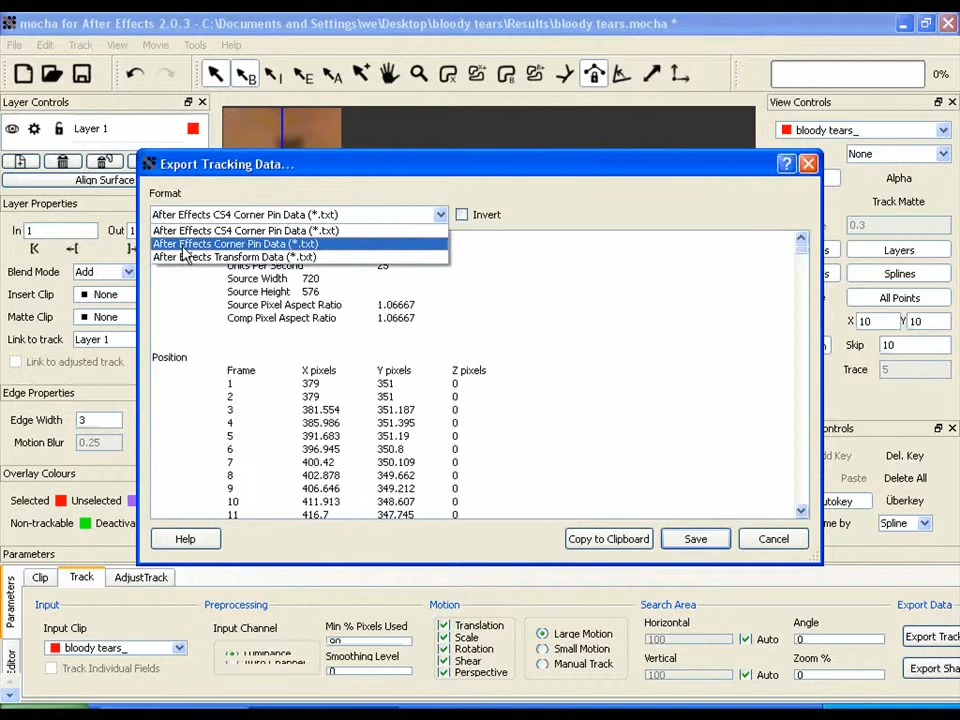 mocha for After Effects 2.0.3 - C:\Documents and Settings\we\Desktop\bloody tears\Results\bloody tears.mocha *
File Edit Track View Movie Tools Help
0%
Layer Controls
View Controls
Layer 1
bloody tears_
None
Align Surface
Alpha
Layer Properties
Track Matte
In 1 Out 1
0.3
Layers
Blend Mode Add
Splines
Insert Clip None
All Points
Matte Clip None
X 10 Y 10
Link to track Layer 1
Skip 10
Link to adjusted track
Trace 5
Edge Properties
Edge Width 3
Motion Blur 0.25
Del. Key
Paste Delete All
Overlay Colours
Selected Unselected
Überkey
Non-trackable
Spline
Export Tracking Data...
Format
After Effects CS4 Corner Pin Data (*.txt)
Invert
After Effects CS4 Corner Pin Data (*.txt)
After Effects Corner Pin Data (*.txt)
After Effects Transform Data (*.txt)
Units Per Second 25
Source Width 720
Source Height 576
Source Pixel Aspect Ratio 1.06667
Comp Pixel Aspect Ratio 1.06667
Position
Frame X pixels Y pixels Z pixels
1 379 351 0
2 379 351 0
3 381.554 351.187 0
4 385.986 351.395 0
5 391.683 351.19 0
6 396.945 350.8 0
7 400.42 350.109 0
8 402.878 349.662 0
9 406.646 349.212 0
10 411.913 348.607 0
11 416.7 347.745 0
Help Copy to Clipboard Save Cancel
Parameters
Parameters
Editor
Clip Track AdjustTrack
Input Preprocessing Motion Search Area Export Data
Input Clip
bloody tears_
Track Individual Fields
Input Channel
Luminance
Min % Pixels Used
90
Smoothing Level
0
Translation
Scale
Rotation
Shear
Perspective
Large Motion
Small Motion
Manual Track
Horizontal Angle
100 Auto 0
Vertical Zoom %
100 Auto 0
Export Track
Export Sha